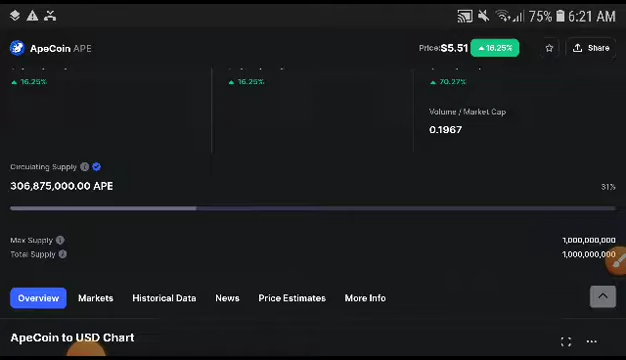 75% 6:21 AM
ApeCoin APE Price:$5.51 ▲ 16.25% Share
▲ 16.25% ▲ 16.25% ▲ 70.27%
Volume / Market Cap
0.1967
Circulating Supply
306,875,000.00 APE 31%
Max Supply 1,000,000,000
Total Supply 1,000,000,000
Overview Markets Historical Data News Price Estimates More Info
ApeCoin to USD Chart